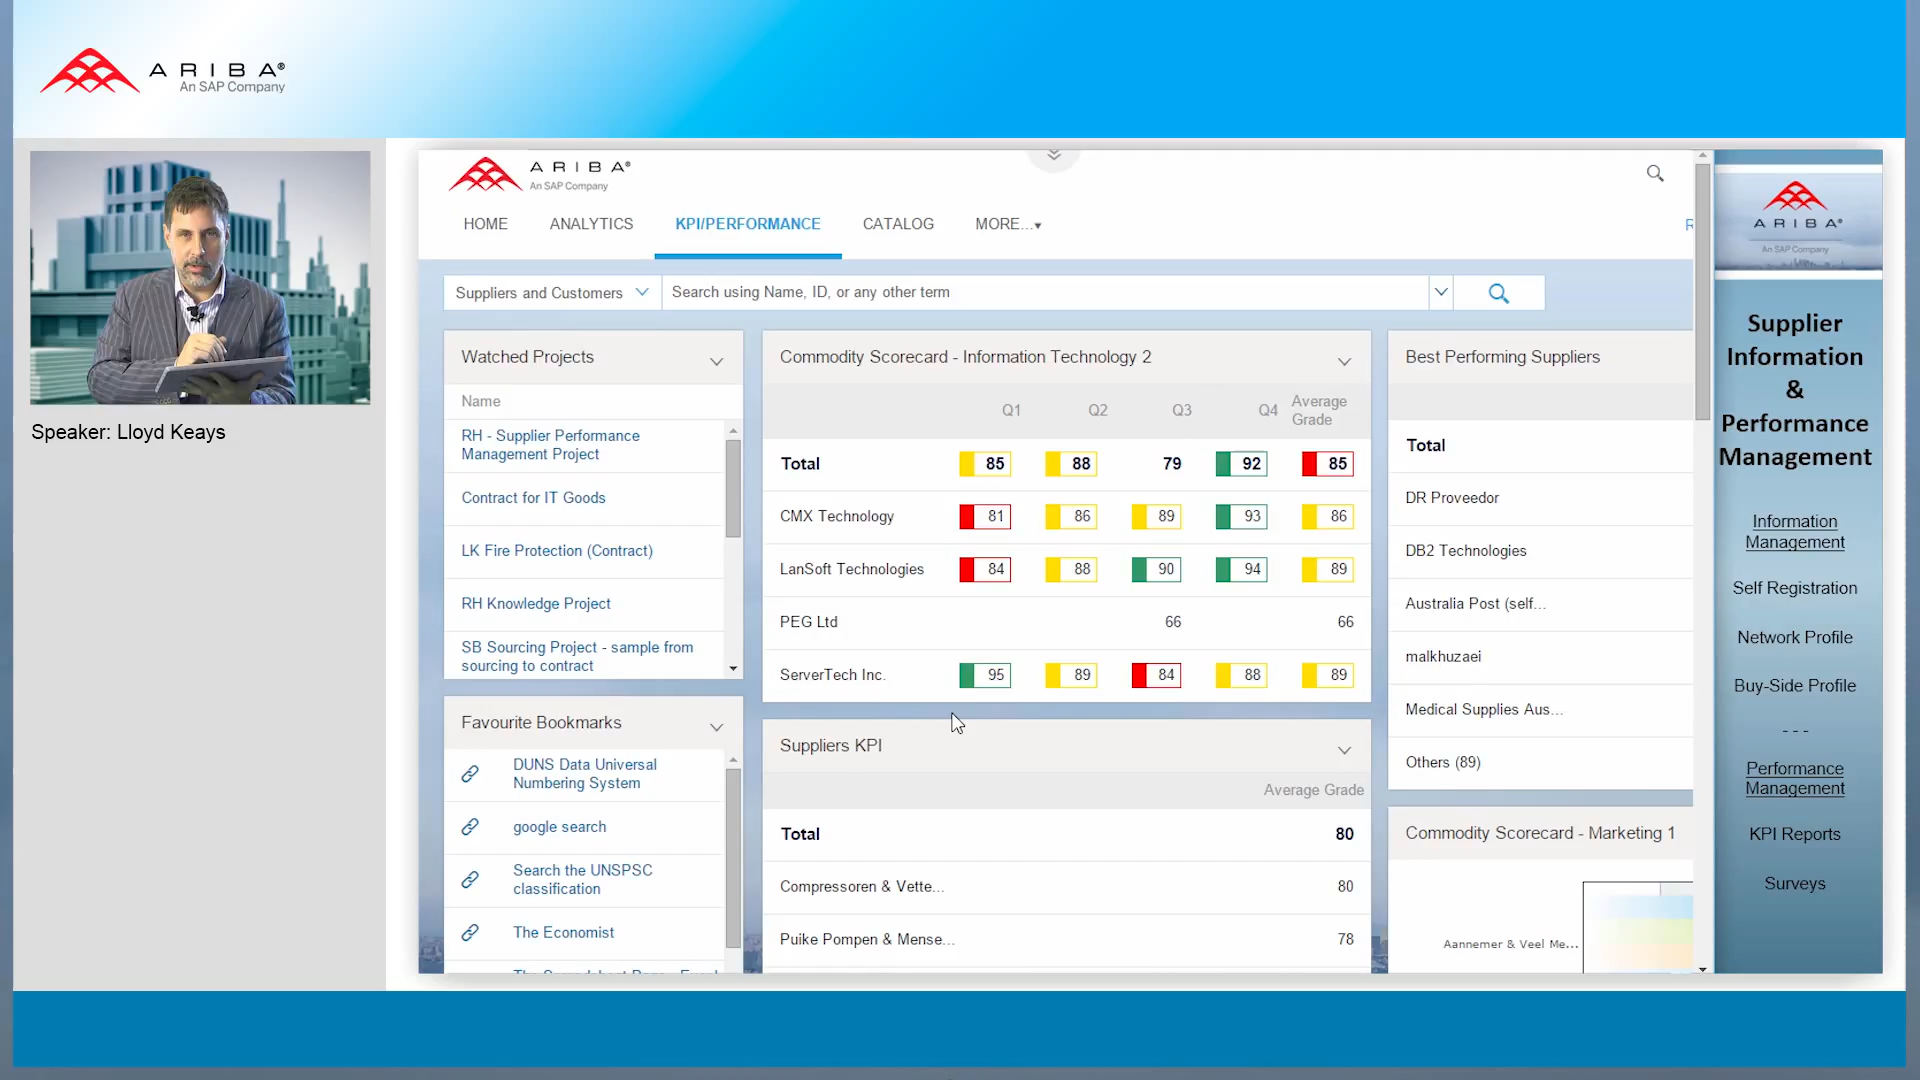 ARIBA®
An SAP Company
Speaker: Lloyd Keays
ARIBA®
An SAP Company
HOME ANALYTICS KPI/PERFORMANCE CATALOG MORE...
Suppliers and Customers Search using Name, ID, or any other term
Watched Projects
Name
RH - Supplier Performance
Management Project
Contract for IT Goods
LK Fire Protection (Contract)
RH Knowledge Project
SB Sourcing Project - sample from
sourcing to contract
Favourite Bookmarks
DUNS Data Universal
Numbering System
google search
Search the UNSPSC
classification
The Economist
Commodity Scorecard - Information Technology 2
Q1 Q2 Q3 Q4 Average
Grade
Total 85 88 79 92 85
CMX Technology 81 86 89 93 86
LanSoft Technologies 84 88 90 94 89
PEG Ltd 66 66
ServerTech Inc. 95 89 84 88 89
Suppliers KPI
Average Grade
Total 80
Compressoren & Vette... 80
Puike Pompen & Mense... 78
Best Performing Suppliers
Total
DR Proveedor
DB2 Technologies
Australia Post (self...
malkhuzaei
Medical Supplies Aus...
Others (89)
Commodity Scorecard - Marketing 1
Aannemer & Veel Me...
ARIBA®
An SAP Company
Supplier
Information
&
Performance
Management
Information
Management
Self Registration
Network Profile
Buy-Side Profile
- - -
Performance
Management
KPI Reports
Surveys